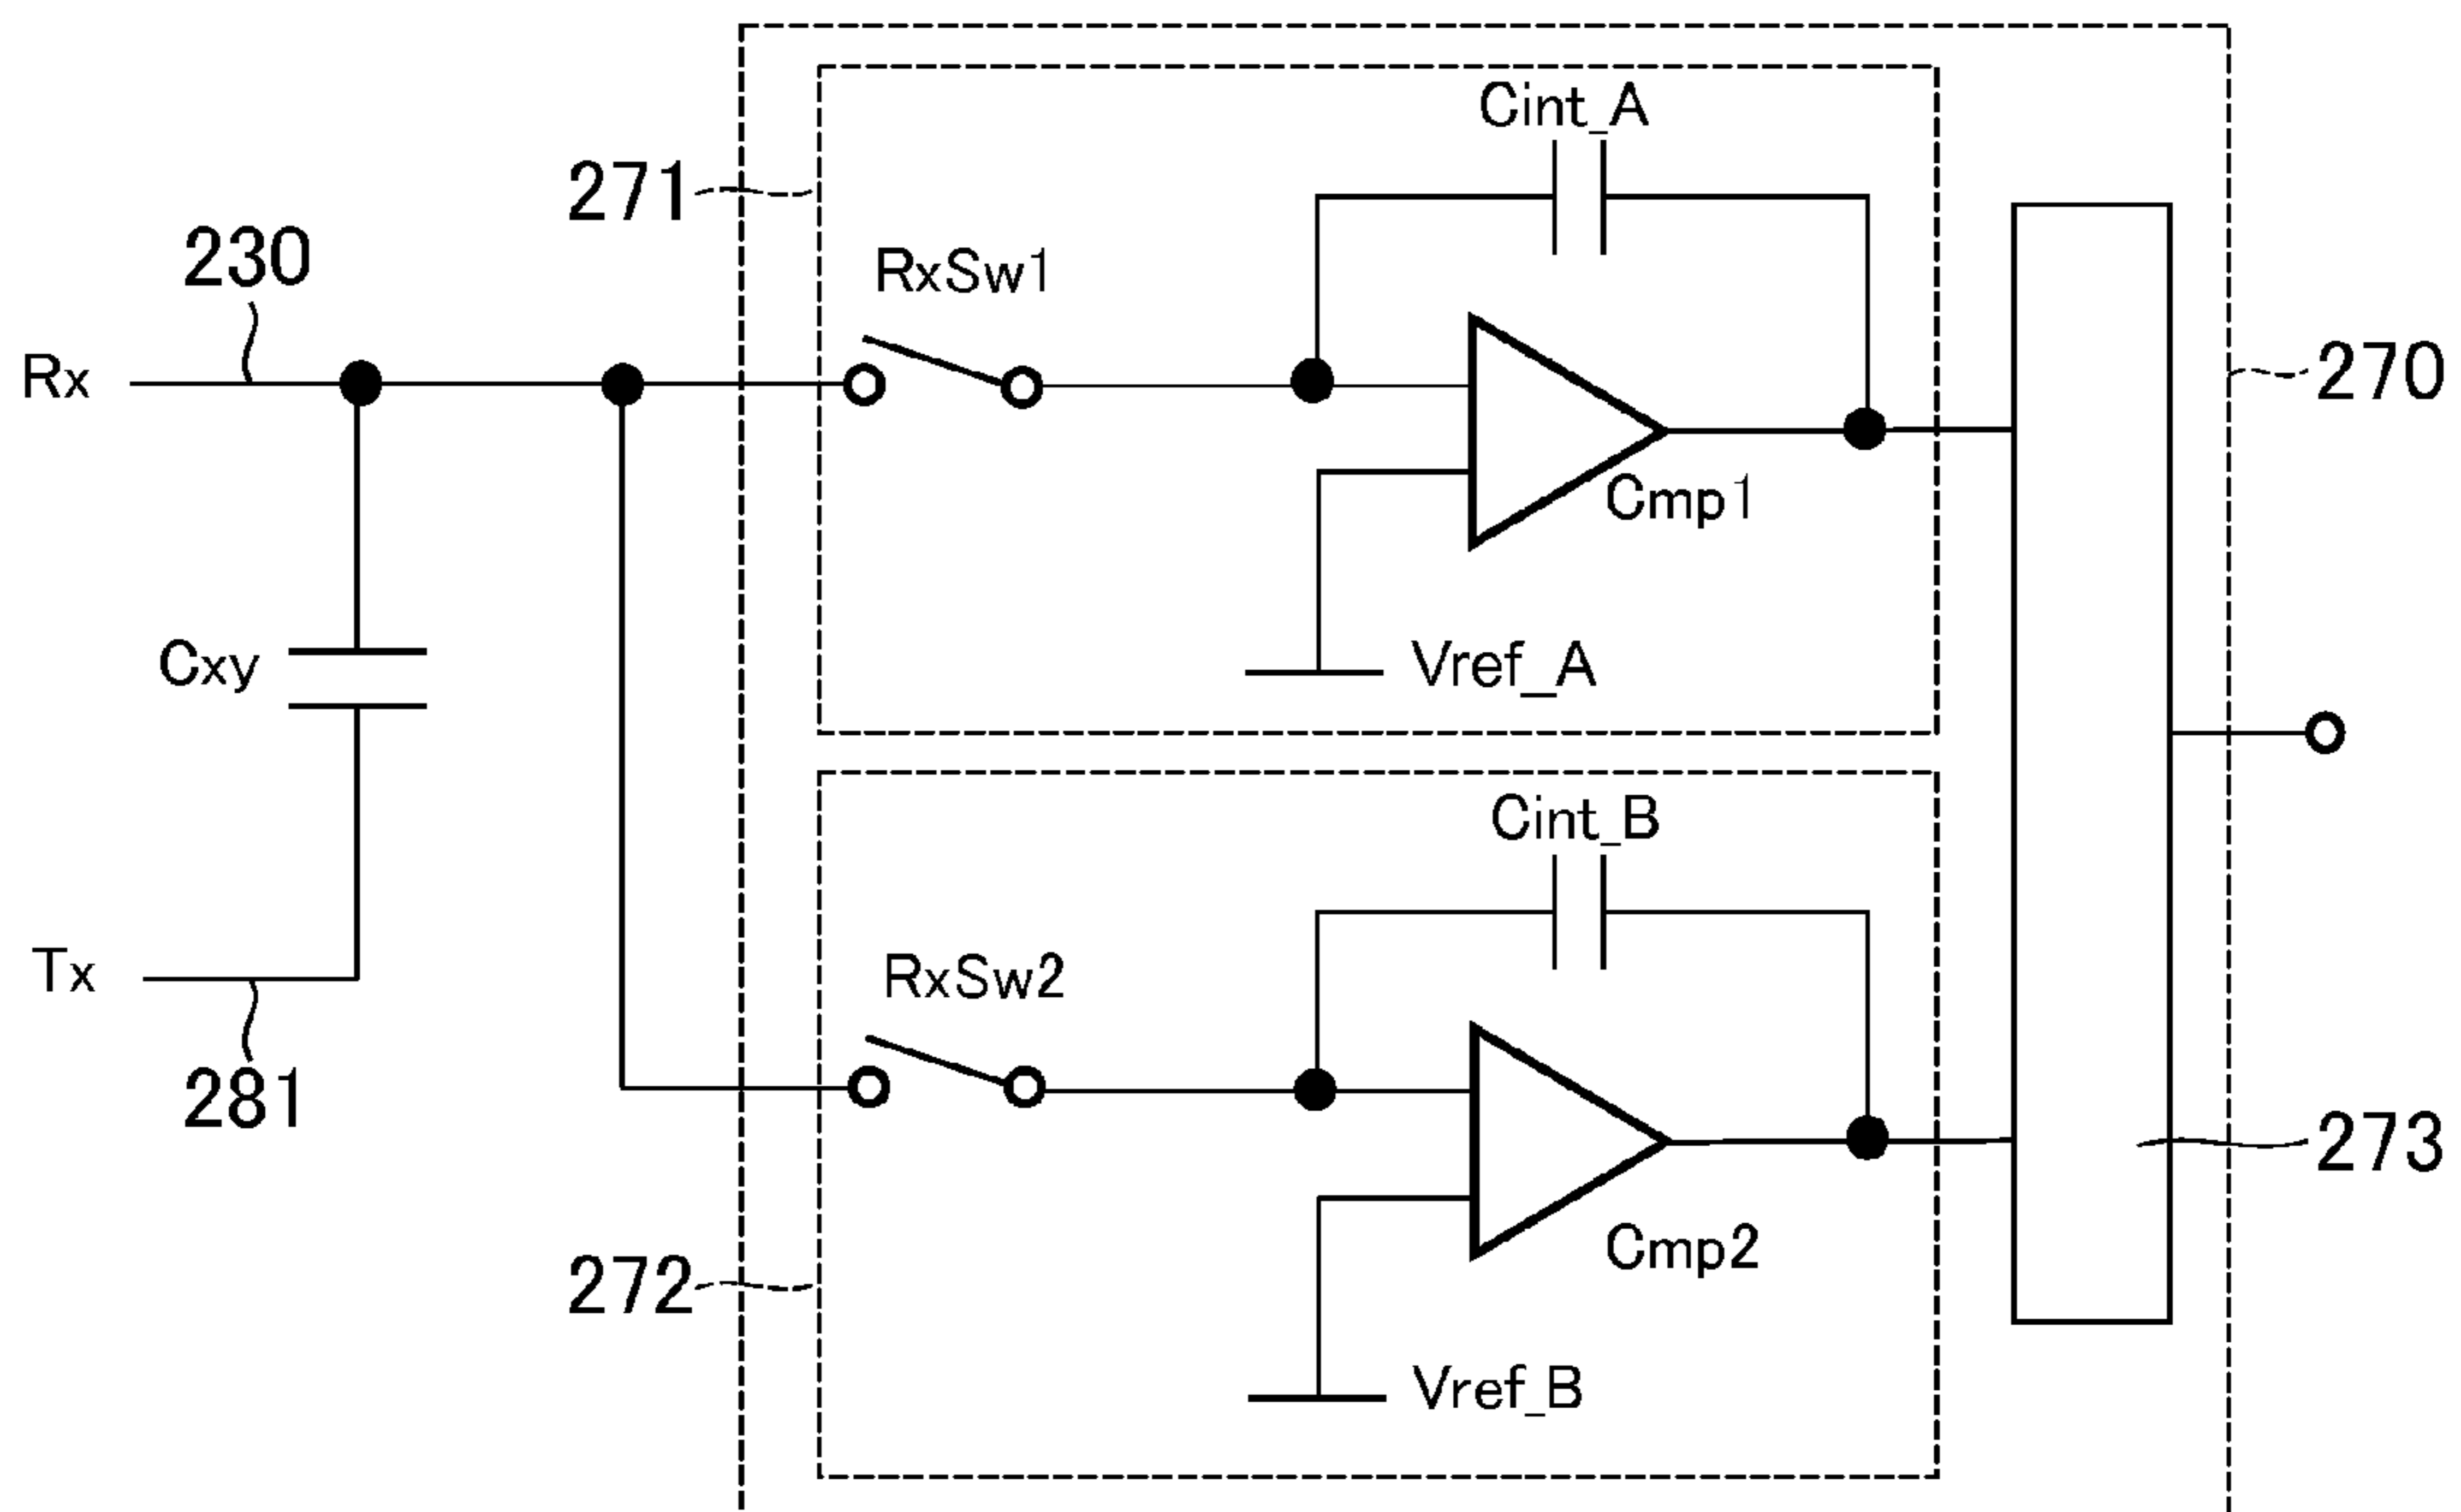 Cint_A
271
230
RxSw1
Rx
270
Cmp1
Cxy
Vref_A
Cint_B
Tx
RxSw2
281
273
272
Cmp2
Vref_B